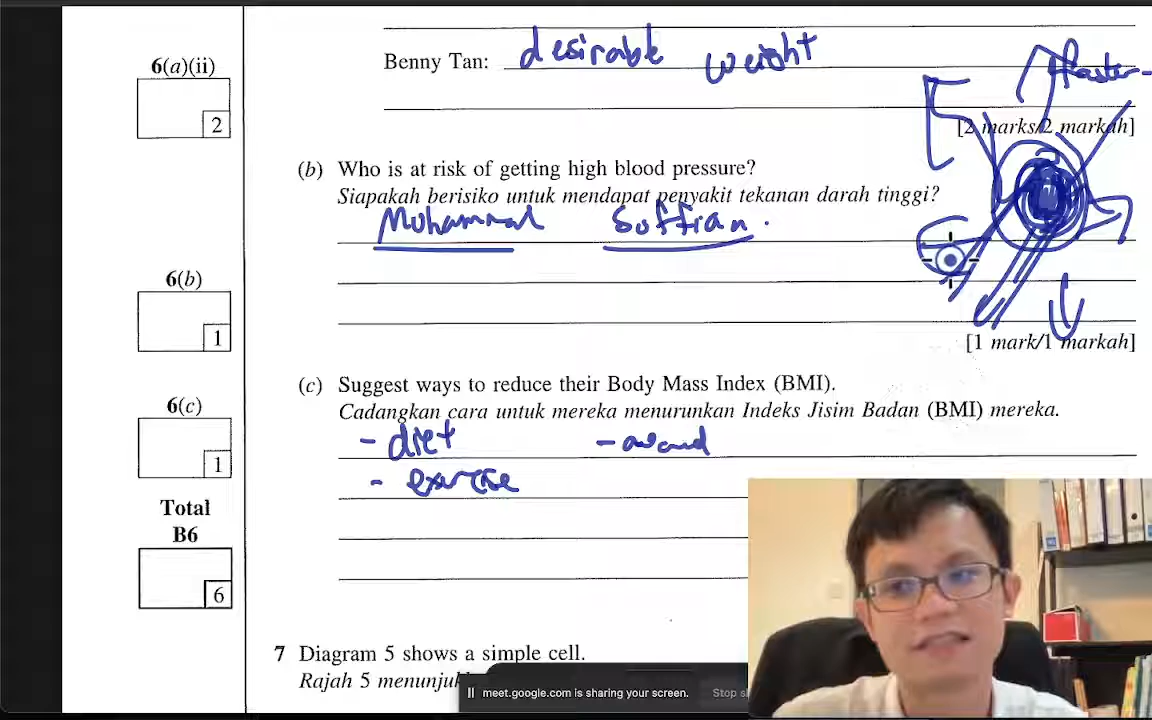 Benny Tan: desirable weight
faster
6(a)(ii)
2
[2 marks/2 markah]
(b) Who is at risk of getting high blood pressure?
Siapakah berisiko untuk mendapat penyakit tekanan darah tinggi?
Muhammad Suffian.
6(b)
1
[1 mark/1 markah]
(c) Suggest ways to reduce their Body Mass Index (BMI).
Cadangkan cara untuk mereka menurunkan Indeks Jisim Badan (BMI) mereka.
6(c)
1
- diet
- exercise
Total
B6
6
7 Diagram 5 shows a simple cell.
Rajah 5 menunju
meet.google.com is sharing your screen.
Stop